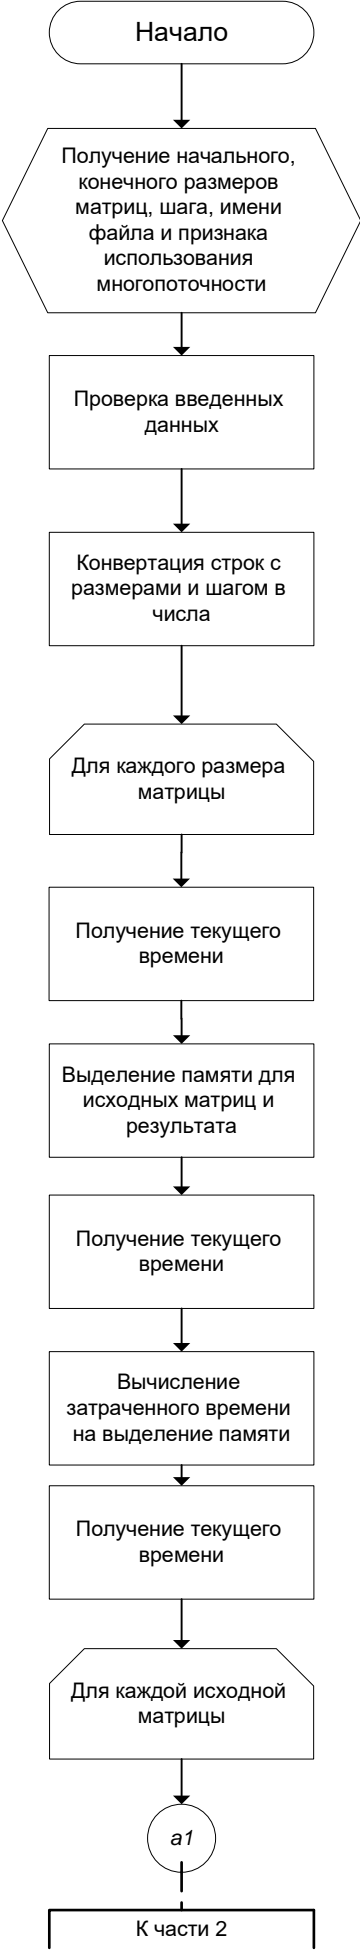 Начало
Получение начального,
конечного размеров
матриц, шага, имени
файла и признака
использования
многопоточности
Проверка введенных
данных
Конвертация строк с
размерами и шагом в
числа
Для каждого размера
матрицы
Получение текущего
времени
Выделение памяти для
исходных матриц и
результата
Получение текущего
времени
Вычисление
затраченного времени
на выделение памяти
Получение текущего
времени
Для каждой исходной
матрицы
а1
К части 2